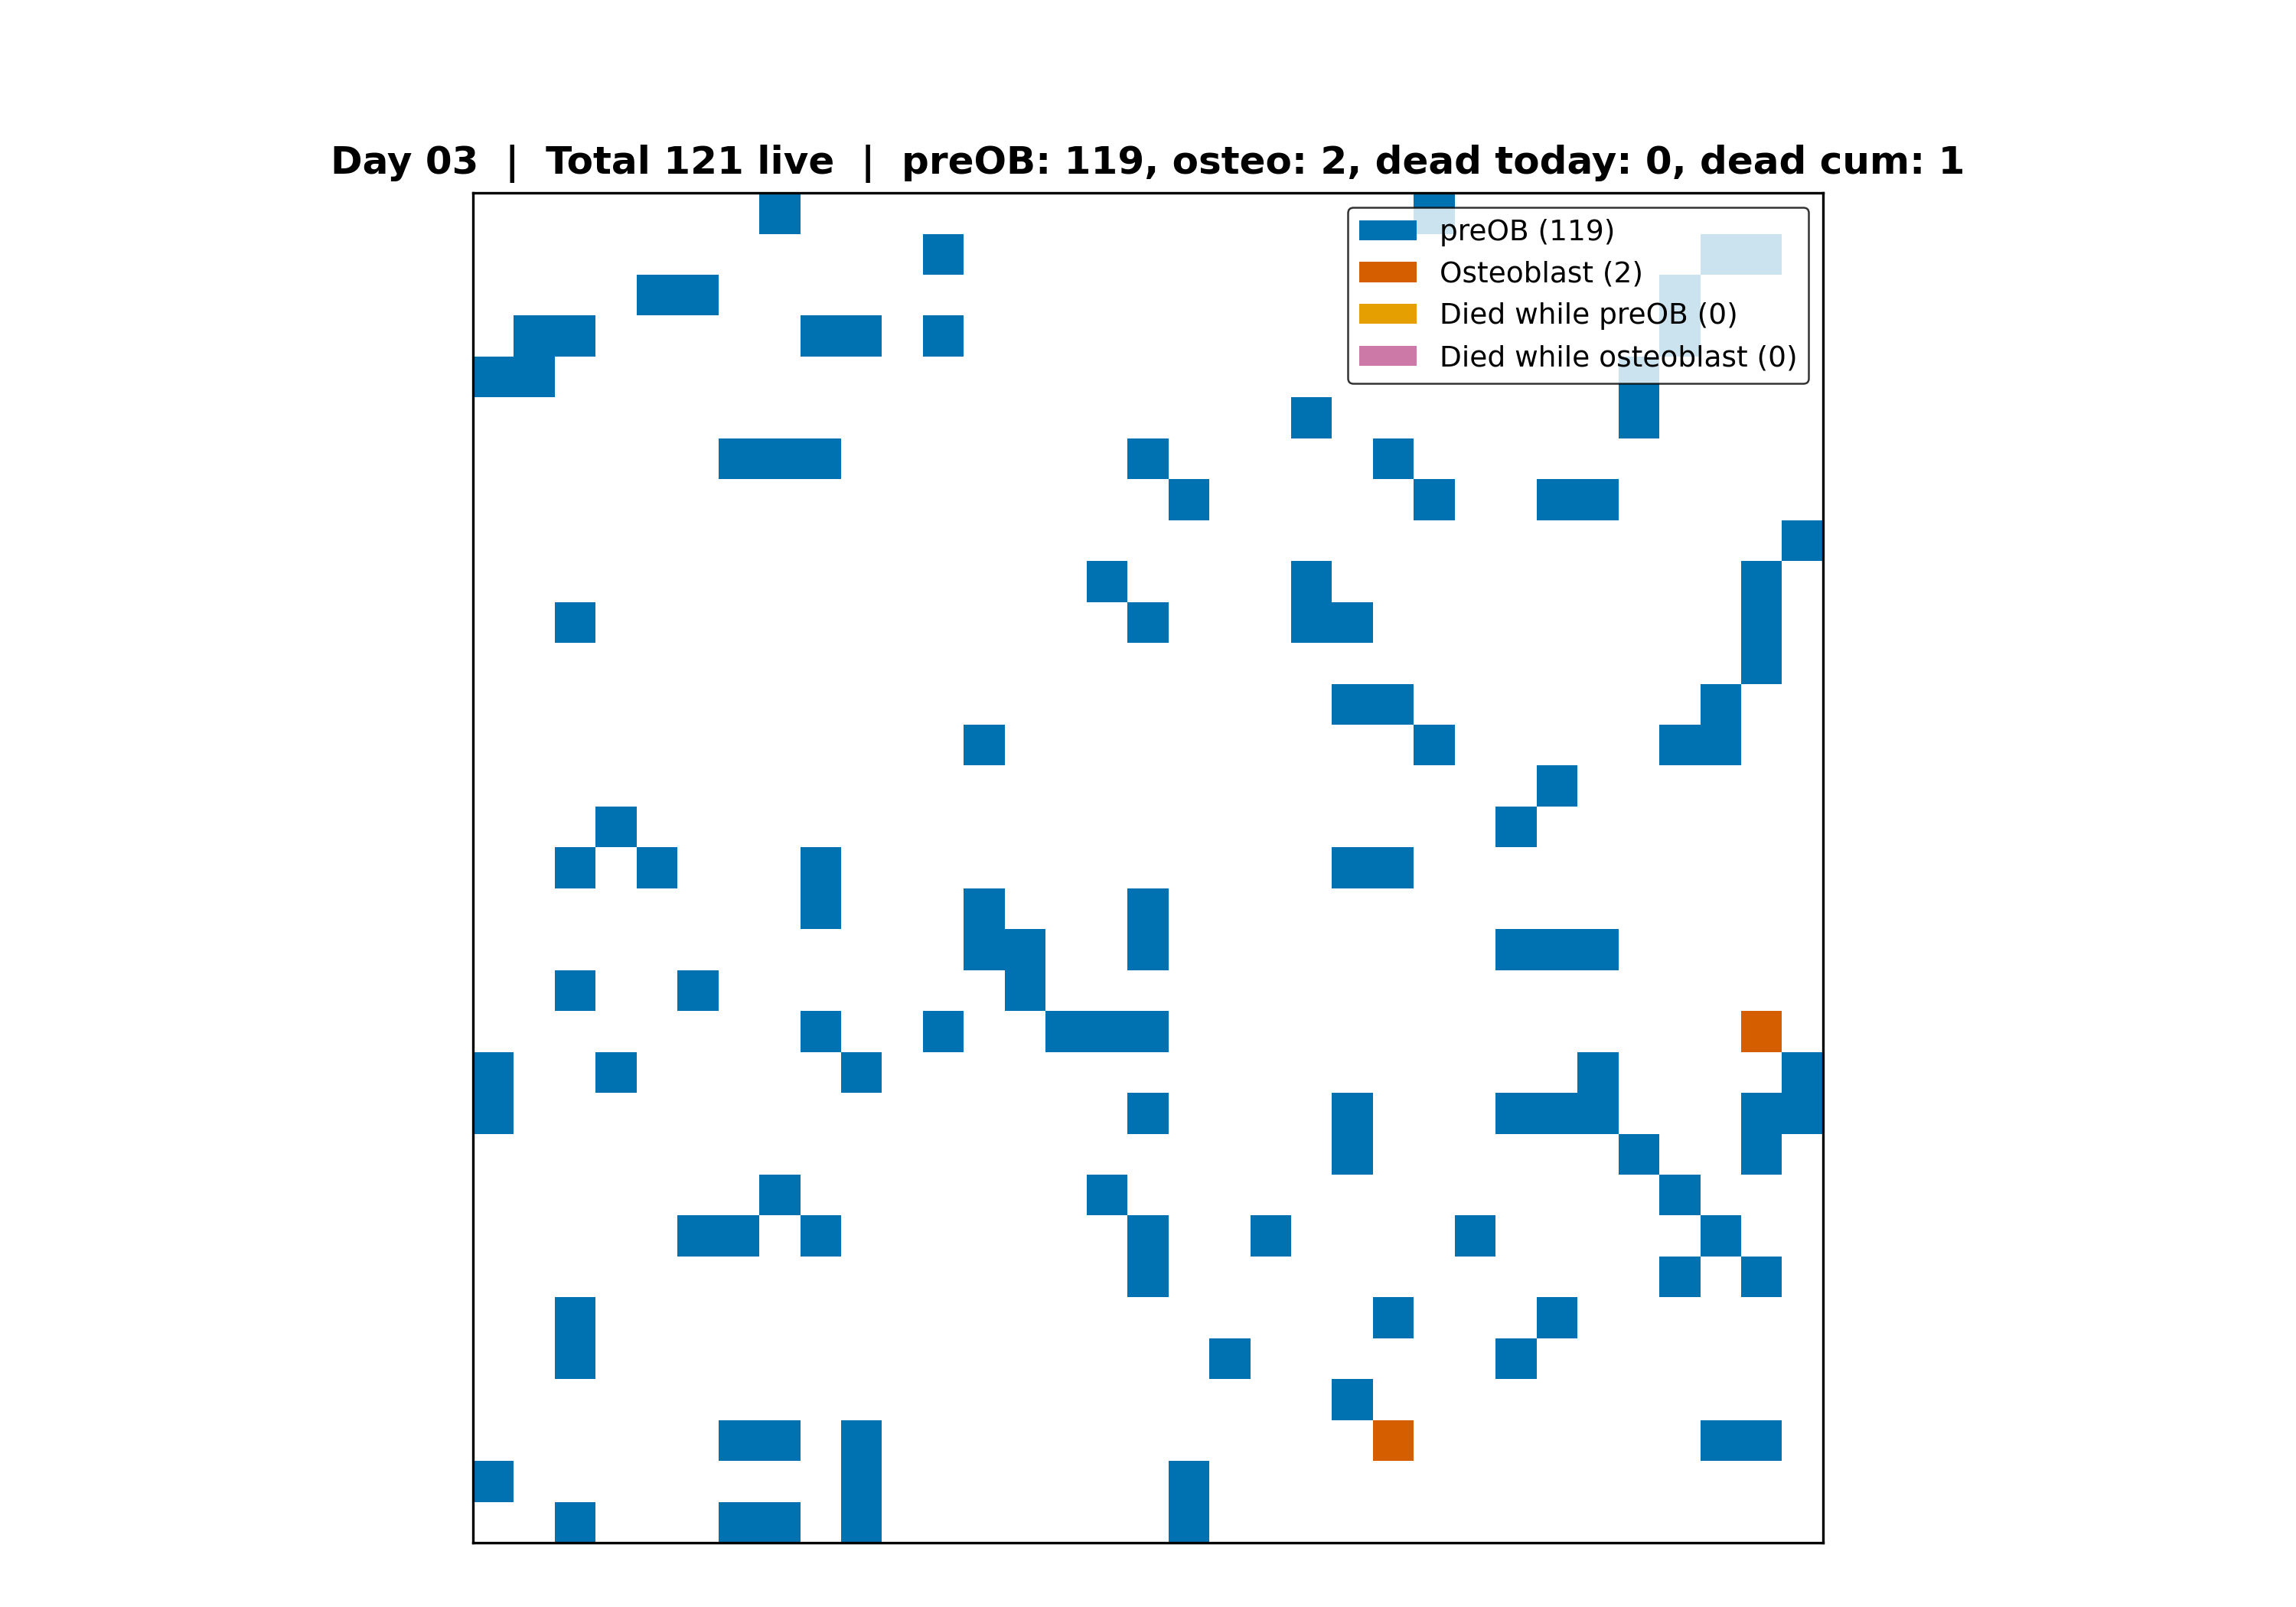 Day 03 | Total 121 live | preOB: 119, osteo: 2, dead today: 0, dead cum: 1
preOB (119)
Osteoblast (2)
Died while preOB (0)
Died while osteoblast (0)